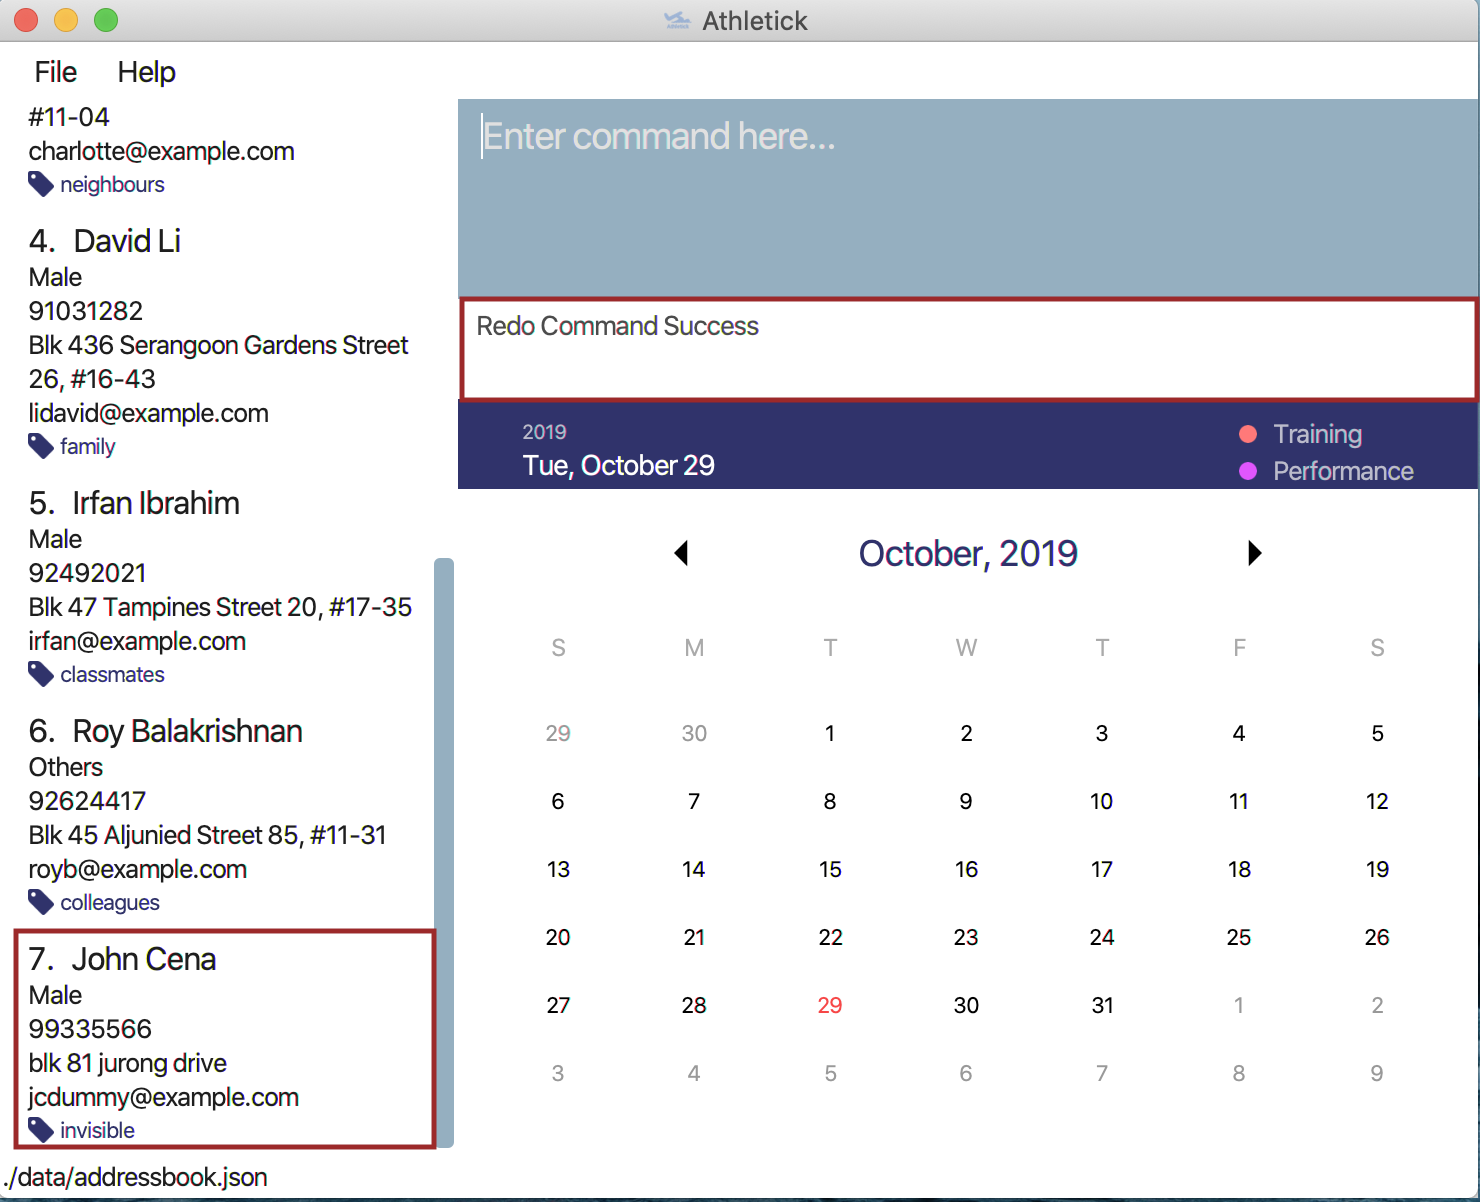 Athletick
File Help
#11-04
charlotte@example.com
neighbours
4. David Li
Male
91031282
Blk 436 Serangoon Gardens Street
26, #16-43
lidavid@example.com
family
5. Irfan Ibrahim
Male
92492021
Blk 47 Tampines Street 20, #17-35
irfan@example.com
classmates
6. Roy Balakrishnan
Others
92624417
Blk 45 Aljunied Street 85, #11-31
royb@example.com
colleagues
7. John Cena
Male
99335566
blk 81 jurong drive
jcdummy@example.com
invisible
Enter command here...
Redo Command Success
2019
Tue, October 29
Training
Performance
October, 2019
S M T W T F S
29 30 1 2 3 4 5
6 7 8 9 10 11 12
13 14 15 16 17 18 19
20 21 22 23 24 25 26
27 28 29 30 31 1 2
3 4 5 6 7 8 9
./data/addressbook.json